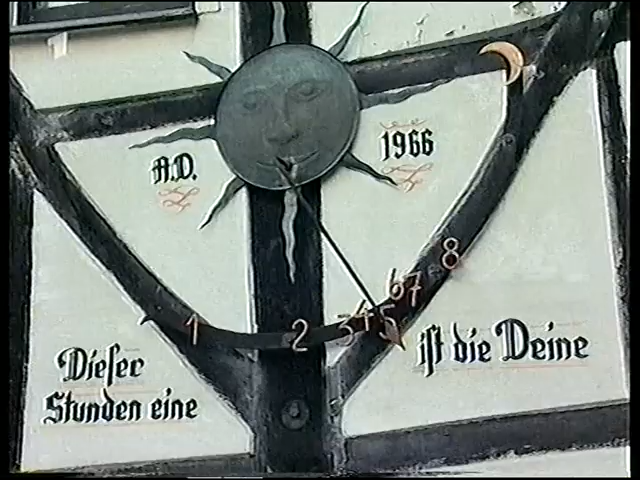 A.D. 1966
1 2 3 4 5 6 7 8
Dieser
Stunden eine
ist die Deine